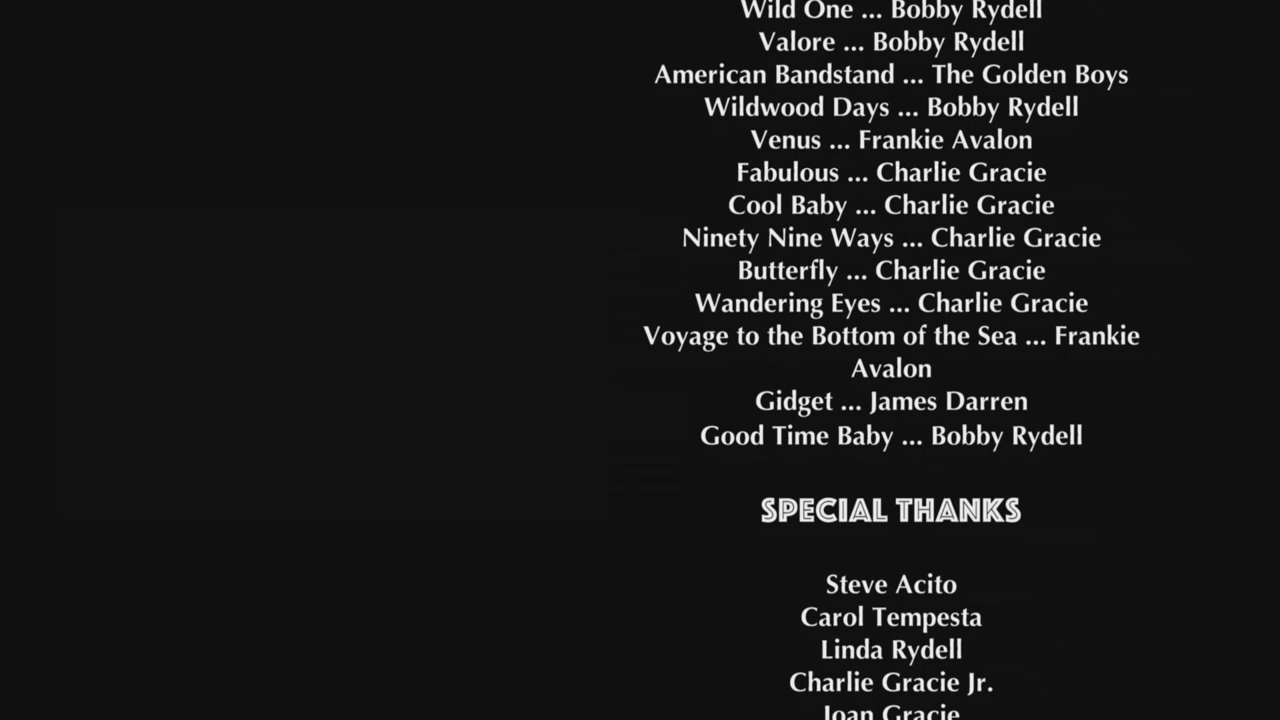 Wild One ... Bobby Rydell
Valore ... Bobby Rydell
American Bandstand ... The Golden Boys
Wildwood Days ... Bobby Rydell
Venus ... Frankie Avalon
Fabulous ... Charlie Gracie
Cool Baby ... Charlie Gracie
Ninety Nine Ways ... Charlie Gracie
Butterfly ... Charlie Gracie
Wandering Eyes ... Charlie Gracie
Voyage to the Bottom of the Sea ... Frankie
Avalon
Gidget ... James Darren
Good Time Baby ... Bobby Rydell
SPECIAL THANKS
Steve Acito
Carol Tempesta
Linda Rydell
Charlie Gracie Jr.
Joan Gracie